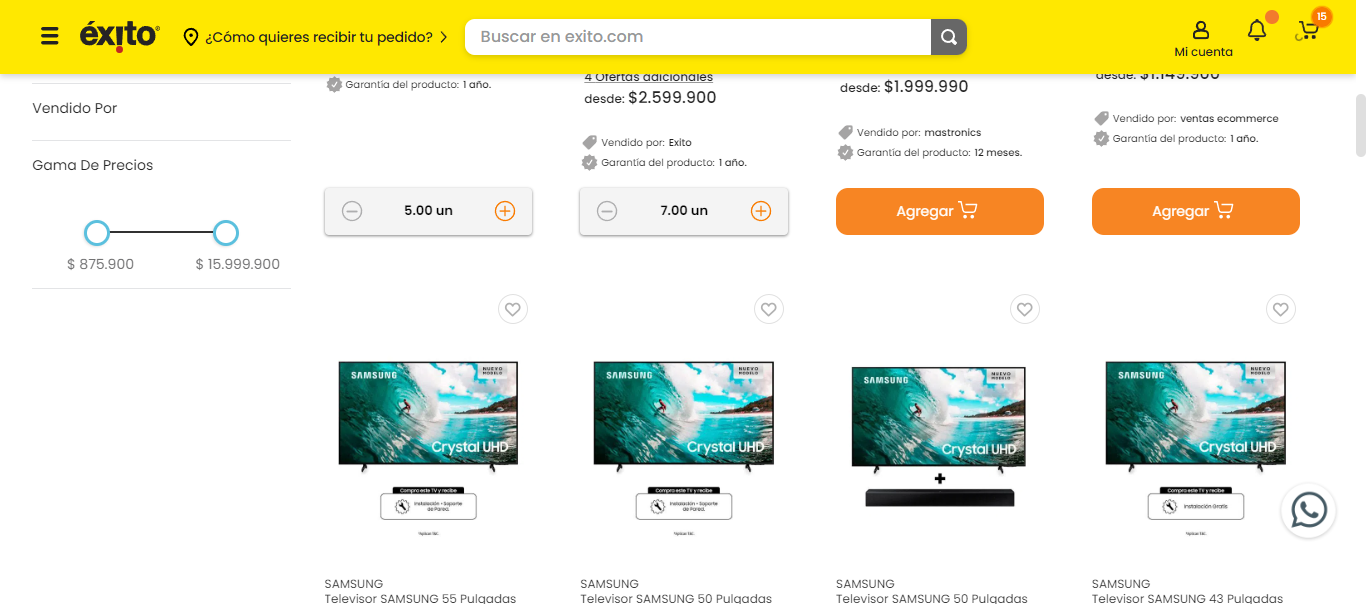 éxito
¿Cómo quieres recibir tu pedido?
Buscar en exito.com
Mi cuenta
15
Vendido Por
Gama De Precios
$ 875.900
$ 15.999.900
Garantía del producto: 1 año.
5.00 un
4 Ofertas adicionales
desde: $2.599.900
Vendido por: Exito
Garantía del producto: 1 año.
7.00 un
desde: $1.999.990
Vendido por: mastronics
Garantía del producto: 12 meses.
Agregar
desde: $1.149.900
Vendido por: ventas ecommerce
Garantía del producto: 1 año.
Agregar
SAMSUNG
NUEVO
MODELO
Crystal UHD
Compra este TV y recibe
Instalación + Soporte
de Pared.
SAMSUNG
Televisor SAMSUNG 55 Pulgadas
SAMSUNG
NUEVO
MODELO
Crystal UHD
Compra este TV y recibe
Instalación + Soporte
de Pared.
SAMSUNG
Televisor SAMSUNG 50 Pulgadas
SAMSUNG
NUEVO
MODELO
Crystal UHD
+
SAMSUNG
Televisor SAMSUNG 50 Pulgadas
SAMSUNG
NUEVO
MODELO
Crystal UHD
Compra este TV y recibe
Instalación Gratis
SAMSUNG
Televisor SAMSUNG 43 Pulgadas